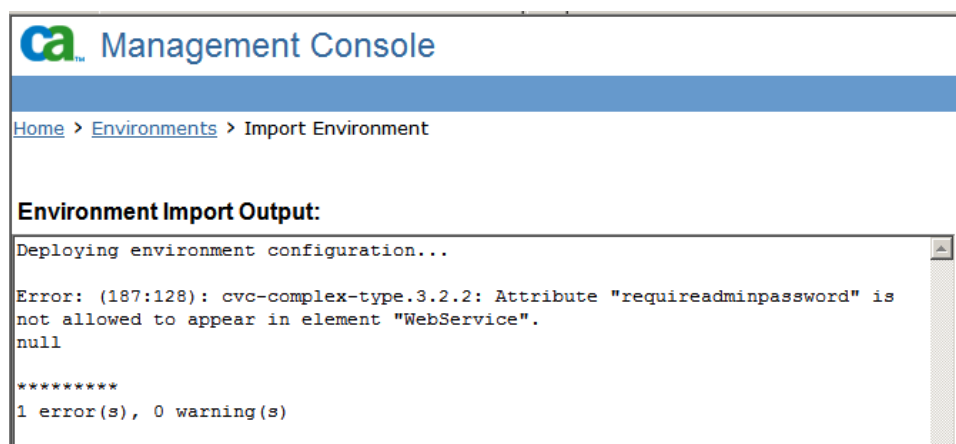 ca™ Management Console
Home > Environments > Import Environment
Environment Import Output:
Deploying environment configuration...
Error: (187:128): cvc-complex-type.3.2.2: Attribute "requireadminpassword" is
not allowed to appear in element "WebService".
null
*********
1 error(s), 0 warning(s)